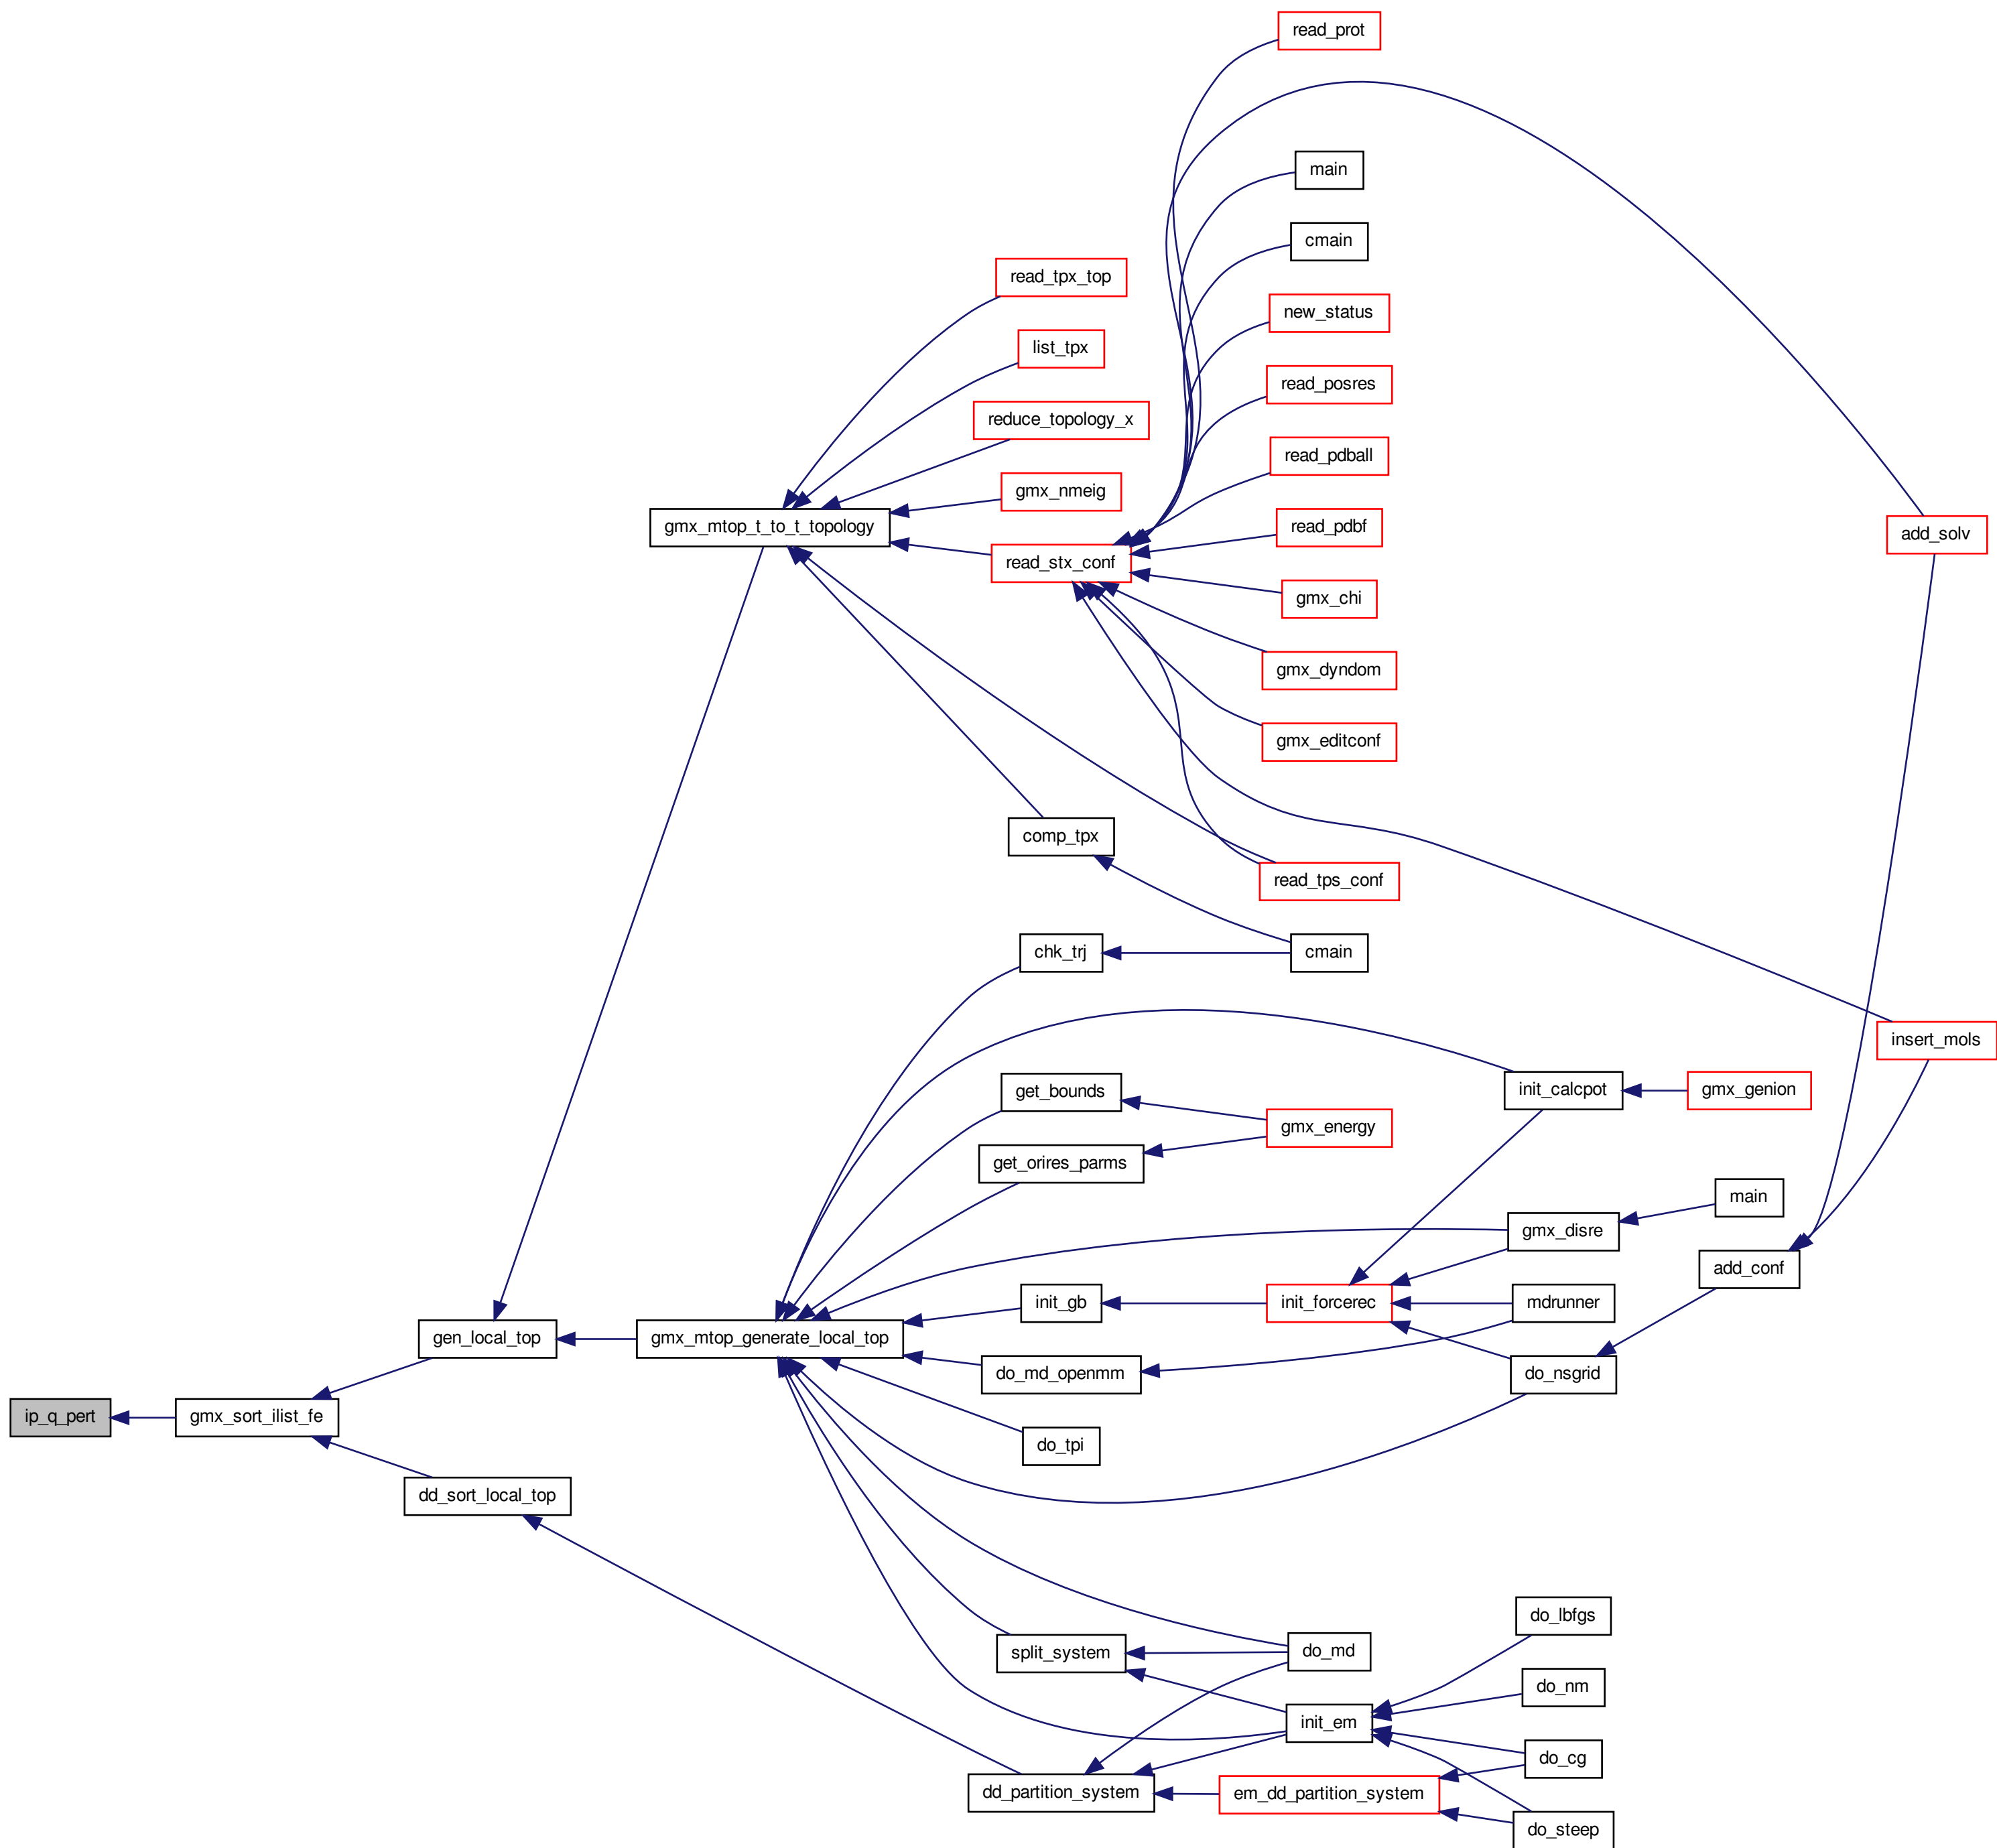 read_prot
main
cmain
read_tpx_top
new_status
list_tpx
read_posres
reduce_topology_x
read_pdball
gmx_nmeig
gmx_mtop_t_to_t_topology
read_pdbf
add_solv
read_stx_conf
gmx_chi
gmx_dyndom
gmx_editconf
comp_tpx
read_tps_conf
chk_trj
cmain
insert_mols
get_bounds
init_calcpot
gmx_genion
gmx_energy
get_orires_parms
main
gmx_disre
add_conf
init_gb
init_forcerec
mdrunner
gen_local_top
gmx_mtop_generate_local_top
do_md_openmm
do_nsgrid
ip_q_pert
gmx_sort_ilist_fe
do_tpi
dd_sort_local_top
do_lbfgs
split_system
do_md
do_nm
init_em
do_cg
dd_partition_system
em_dd_partition_system
do_steep